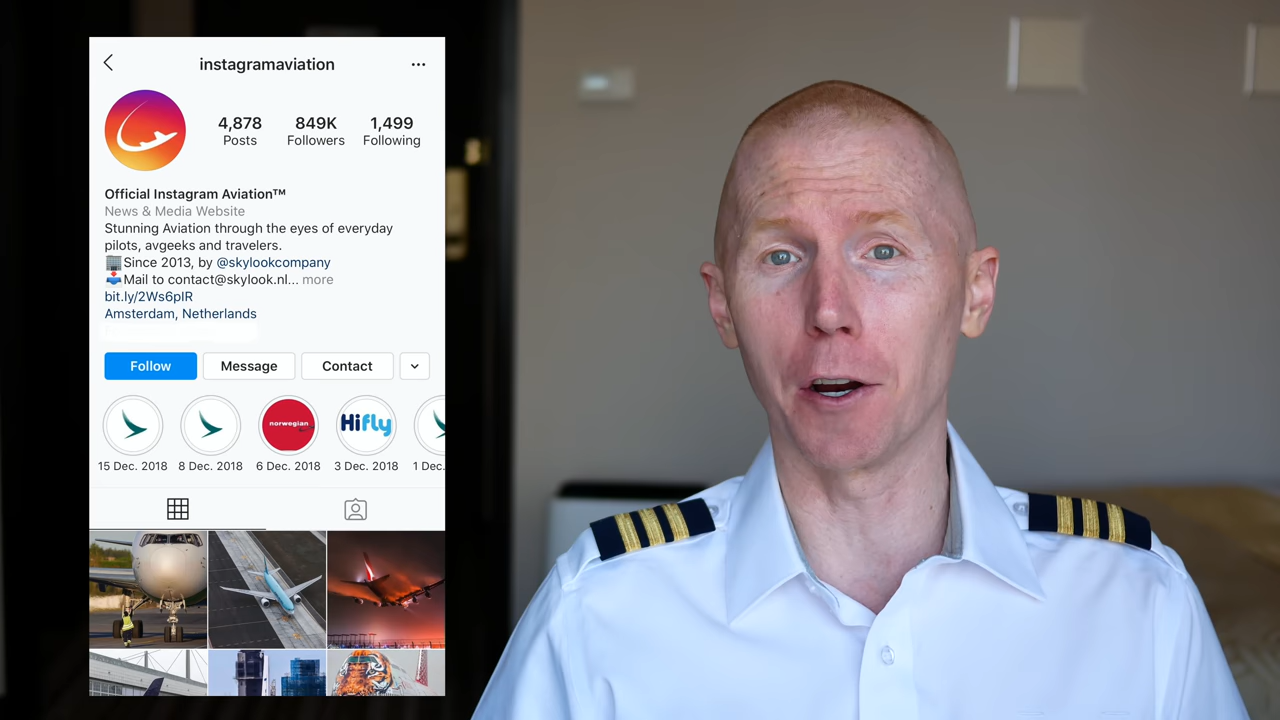 instagramaviation
4,878 849K 1,499
Posts Followers Following
Official Instagram Aviation™
News & Media Website
Stunning Aviation through the eyes of everyday
pilots, avgeeks and travelers.
Since 2013, by @skylookcompany
Mail to contact@skylook.nl... more
bit.ly/2Ws6pIR
Amsterdam, Netherlands
Follow Message Contact
norwegian Hifly
15 Dec. 2018 8 Dec. 2018 6 Dec. 2018 3 Dec. 2018 1 Dec.